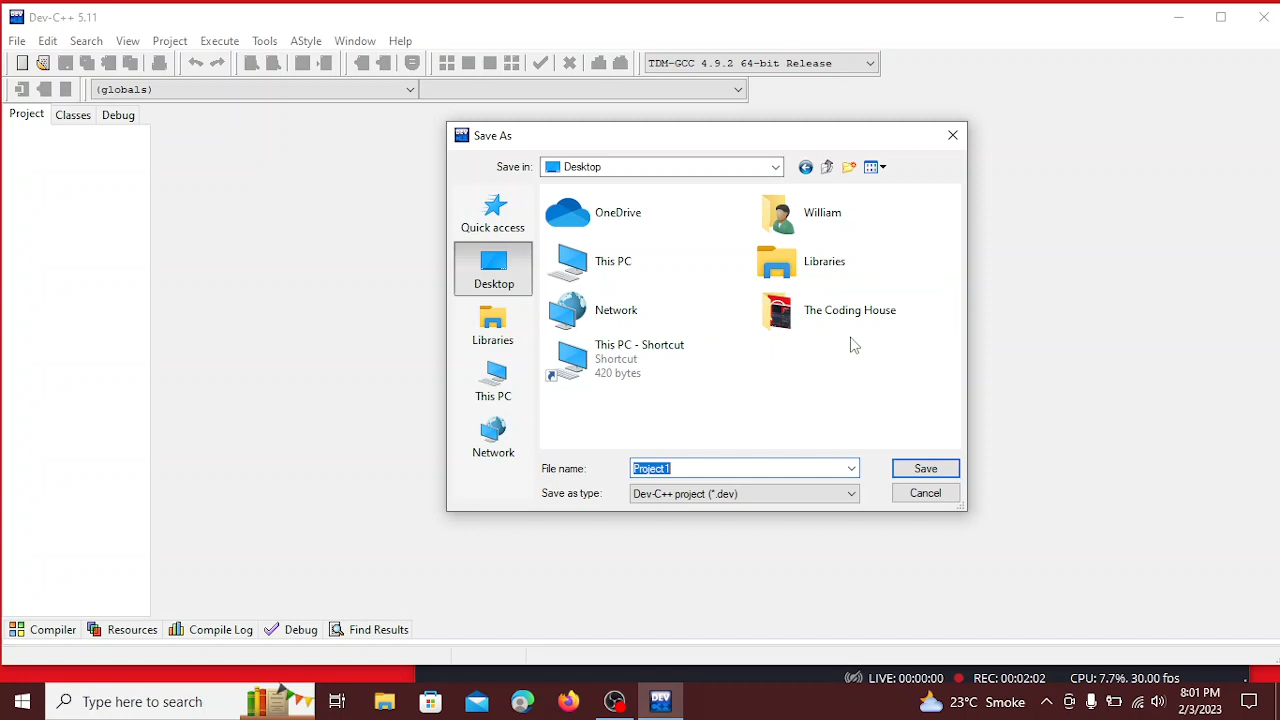 Dev-C++ 5.11
File Edit Search View Project Execute Tools AStyle Window Help
TDM-GCC 4.9.2 64-bit Release
(globals)
Project Classes Debug
DEV
Save As
Save in: Desktop
Quick access
Desktop
Libraries
This PC
Network
OneDrive
William
This PC
Libraries
Network
The Coding House
This PC - Shortcut
Shortcut
420 bytes
File name: Project1 Save
Save as type: Dev-C++ project (*.dev) Cancel
Compiler Resources Compile Log Debug Find Results
LIVE: 00:00:00 REC: 00:02:02 CPU: 7.7%, 30.00 fps
Type here to search
DEV
23°C Smoke
8:01 PM
2/3/2023